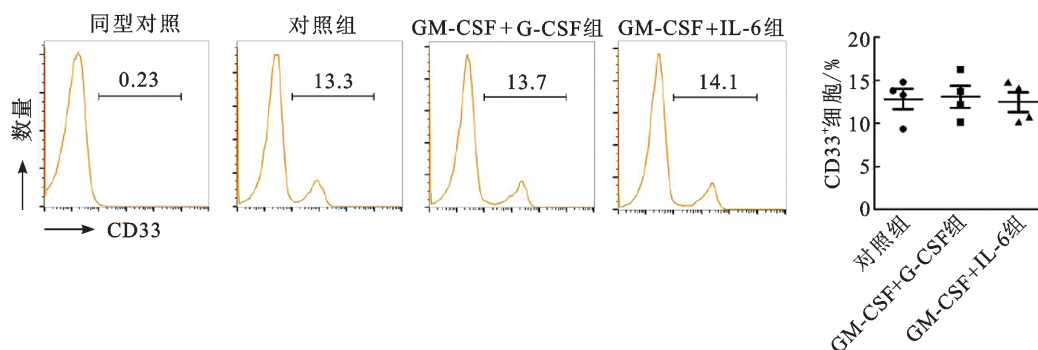 同型对照
对照组
GM-CSF+G-CSF组
GM-CSF+IL-6组
0.23
13.3
13.7
14.1
数量
CD33
CD33⁺细胞/%
20
15
10
5
0
对照组
GM-CSF+G-CSF组
GM-CSF+IL-6组